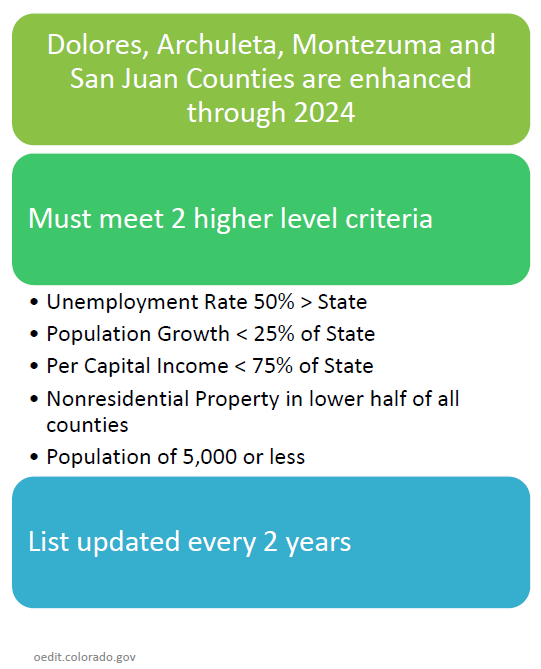 Dolores, Archuleta, Montezuma and
San Juan Counties are enhanced
through 2024
Must meet 2 higher level criteria
• Unemployment Rate 50% > State
• Population Growth < 25% of State
• Per Capital Income < 75% of State
• Nonresidential Property in lower half of all
counties
• Population of 5,000 or less
List updated every 2 years
oedit.colorado.gov